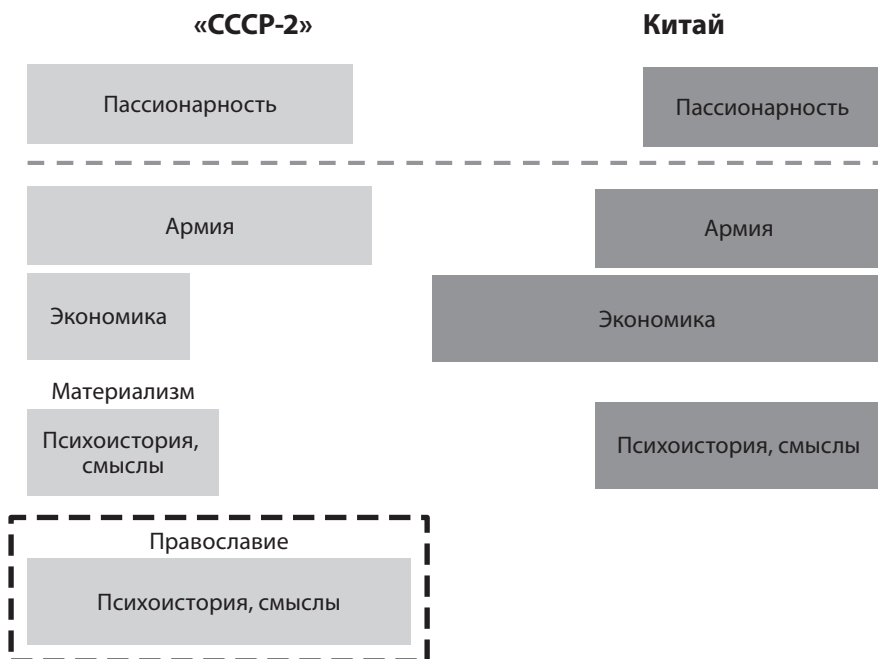 «СССР-2» Китай
Пассионарность Пассионарность
Армия Армия
Экономика Экономика
Материализм
Психоистория,
смыслы
Психоистория, смыслы
Православие
Психоистория, смыслы